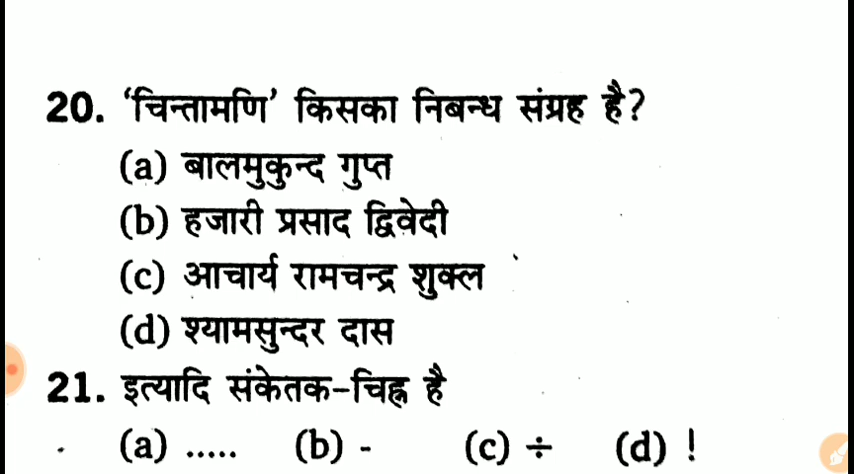 20. ‘चिन्तामणि’ किसका निबन्ध संग्रह है?
(a) बालमुकुन्द गुप्त
(b) हजारी प्रसाद द्विवेदी
(c) आचार्य रामचन्द्र शुक्ल
(d) श्यामसुन्दर दास
21. इत्यादि संकेतक-चिह्न है
(a) ..... (b) - (c) ÷ (d) !